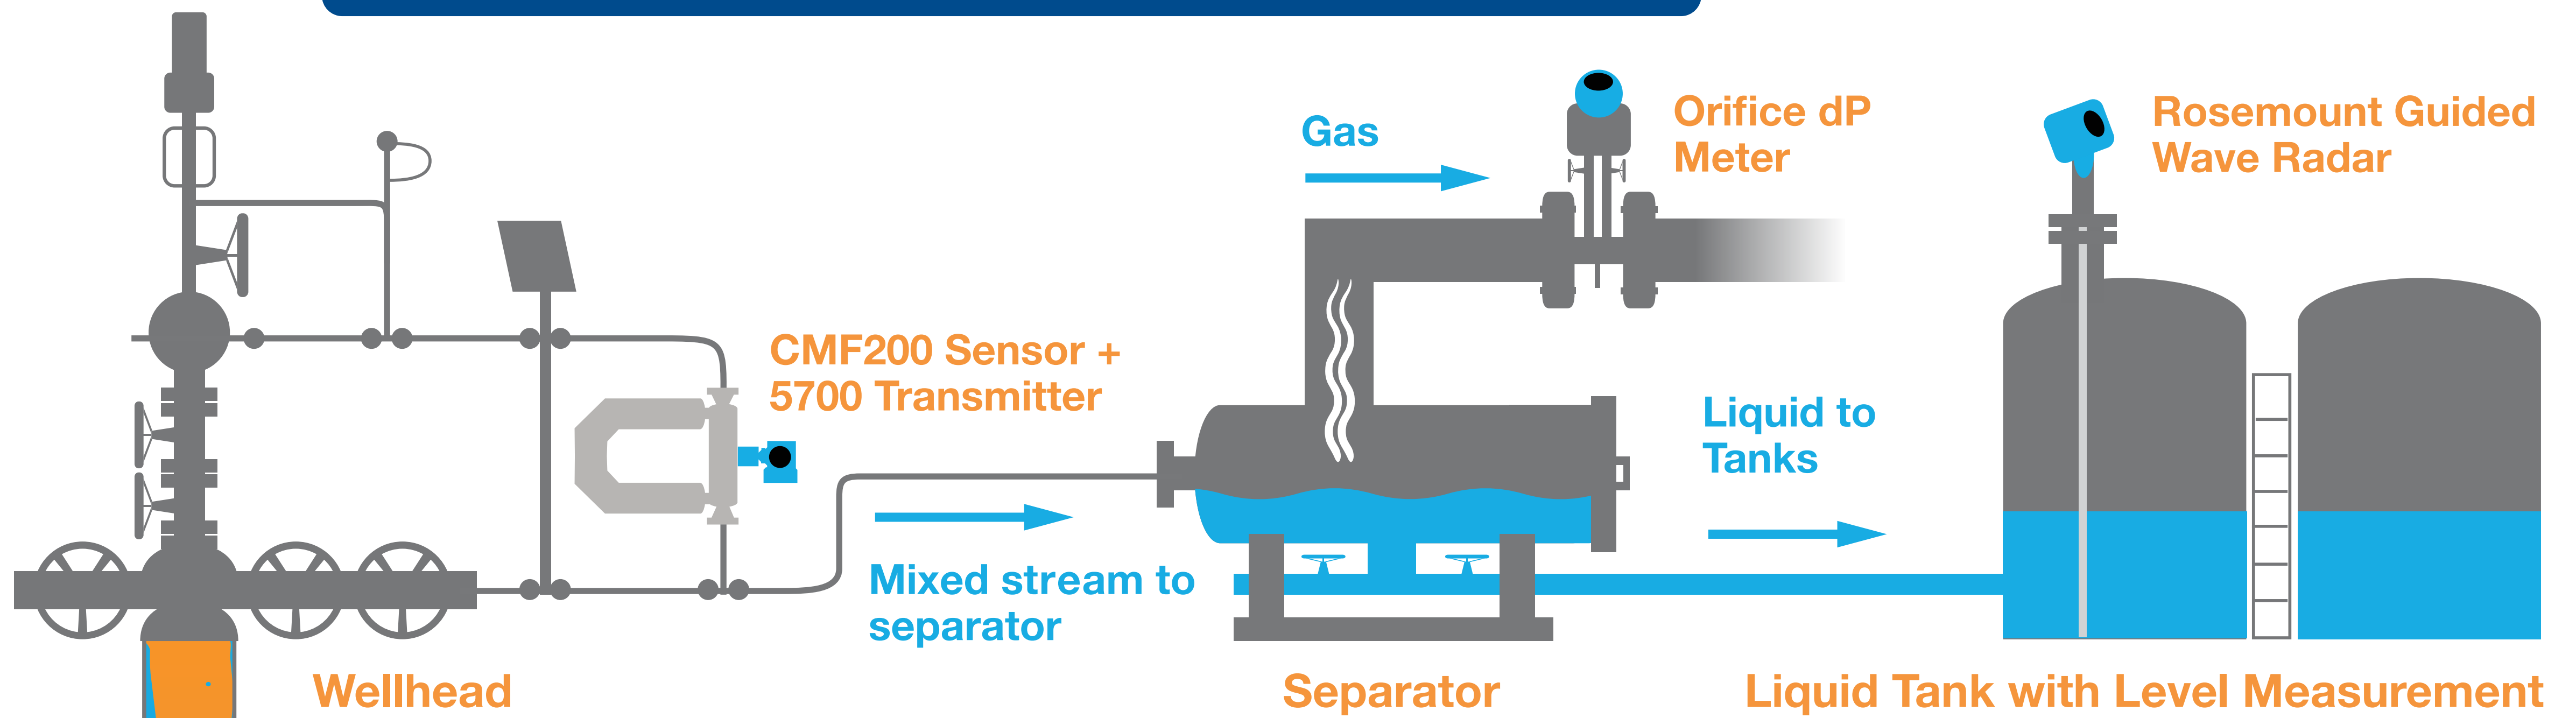 Gas
Orifice dP
Meter
Rosemount Guided
Wave Radar
CMF200 Sensor +
5700 Transmitter
Liquid to
Tanks
Mixed stream to
separator
Wellhead
Separator
Liquid Tank with Level Measurement